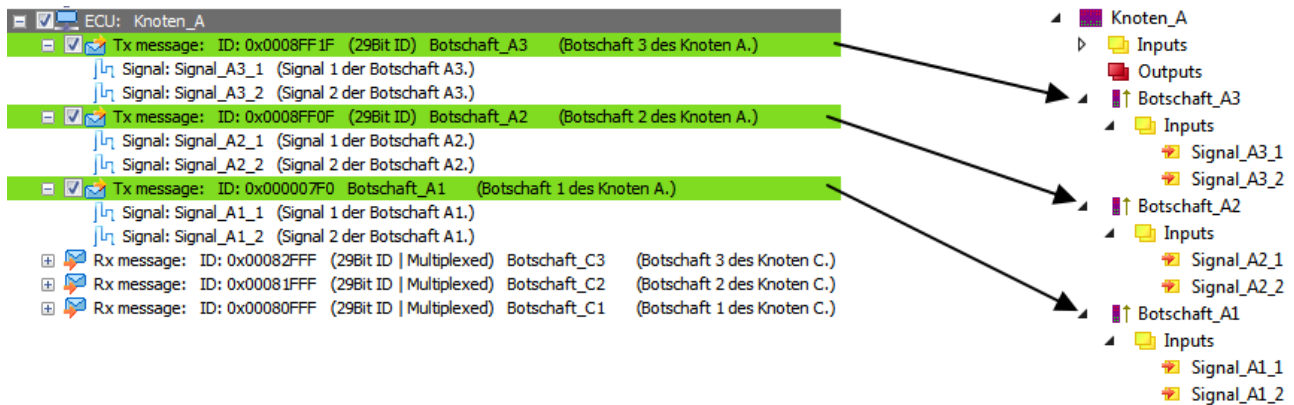 ECU: Knoten_A
Tx message: ID: 0x0008FF1F (29Bit ID) Botschaft_A3 (Botschaft 3 des Knoten A.)
Signal: Signal_A3_1 (Signal 1 der Botschaft A3.)
Signal: Signal_A3_2 (Signal 2 der Botschaft A3.)
Tx message: ID: 0x0008FF0F (29Bit ID) Botschaft_A2 (Botschaft 2 des Knoten A.)
Signal: Signal_A2_1 (Signal 1 der Botschaft A2.)
Signal: Signal_A2_2 (Signal 2 der Botschaft A2.)
Tx message: ID: 0x000007F0 Botschaft_A1 (Botschaft 1 des Knoten A.)
Signal: Signal_A1_1 (Signal 1 der Botschaft A1.)
Signal: Signal_A1_2 (Signal 2 der Botschaft A1.)
Rx message: ID: 0x00082FFF (29Bit ID | Multiplexed) Botschaft_C3 (Botschaft 3 des Knoten C.)
Rx message: ID: 0x00081FFF (29Bit ID | Multiplexed) Botschaft_C2 (Botschaft 2 des Knoten C.)
Rx message: ID: 0x00080FFF (29Bit ID | Multiplexed) Botschaft_C1 (Botschaft 1 des Knoten C.)
Knoten_A
Inputs
Outputs
Botschaft_A3
Inputs
Signal_A3_1
Signal_A3_2
Botschaft_A2
Inputs
Signal_A2_1
Signal_A2_2
Botschaft_A1
Inputs
Signal_A1_1
Signal_A1_2